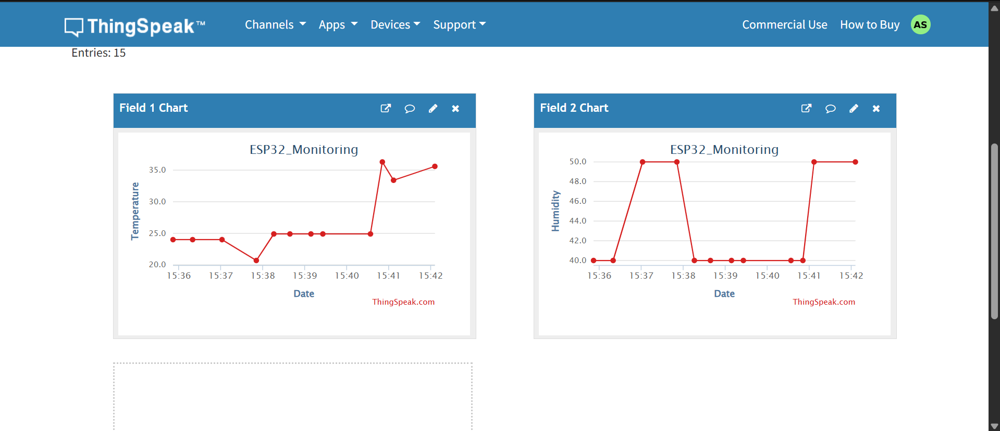 ThingSpeak™ Channels Apps Devices Support Commercial Use How to Buy AS
Entries: 15
Field 1 Chart
ESP32_Monitoring
Temperature
35.0
30.0
25.0
20.0
15:36 15:37 15:38 15:39 15:40 15:41 15:42
Date
ThingSpeak.com
Field 2 Chart
ESP32_Monitoring
Humidity
50.0
48.0
46.0
44.0
42.0
40.0
15:36 15:37 15:38 15:39 15:40 15:41 15:42
Date
ThingSpeak.com